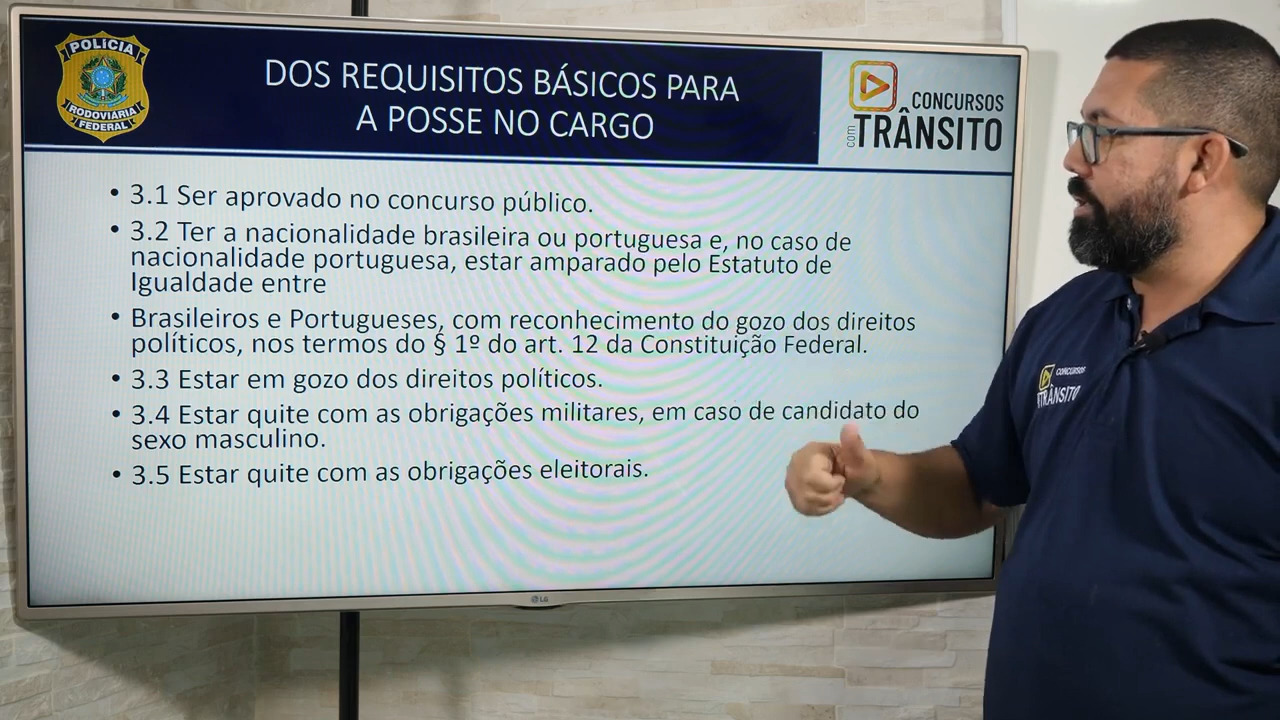 POLÍCIA
RODOVIÁRIA
FEDERAL
DOS REQUISITOS BÁSICOS PARA
A POSSE NO CARGO
CONCURSOS
com TRÂNSITO
• 3.1 Ser aprovado no concurso público.
• 3.2 Ter a nacionalidade brasileira ou portuguesa e, no caso de
nacionalidade portuguesa, estar amparado pelo Estatuto de
Igualdade entre
• Brasileiros e Portugueses, com reconhecimento do gozo dos direitos
políticos, nos termos do § 1º do art. 12 da Constituição Federal.
• 3.3 Estar em gozo dos direitos políticos.
• 3.4 Estar quite com as obrigações militares, em caso de candidato do
sexo masculino.
• 3.5 Estar quite com as obrigações eleitorais.
LG
CONCURSOS
TRÂNSITO